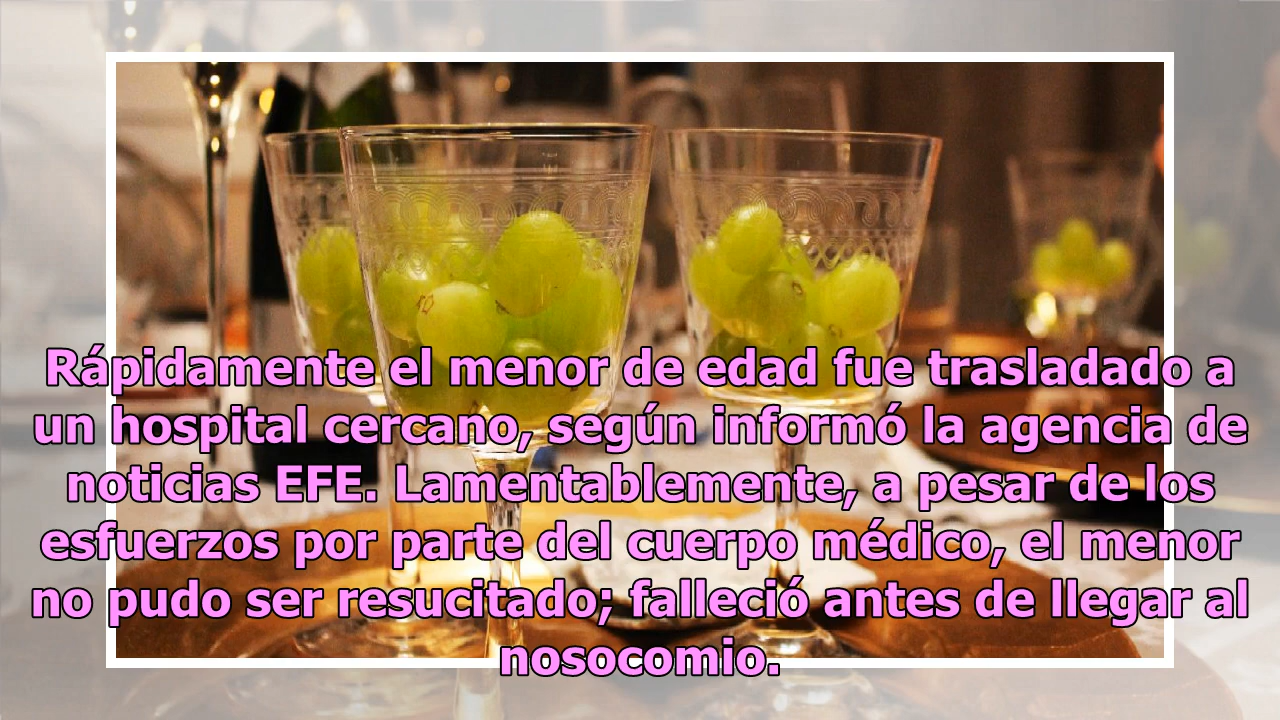 Rápidamente el menor de edad fue trasladado a
un hospital cercano, según informó la agencia de
noticias EFE. Lamentablemente, a pesar de los
esfuerzos por parte del cuerpo médico, el menor
no pudo ser resucitado; falleció antes de llegar al
nosocomio.